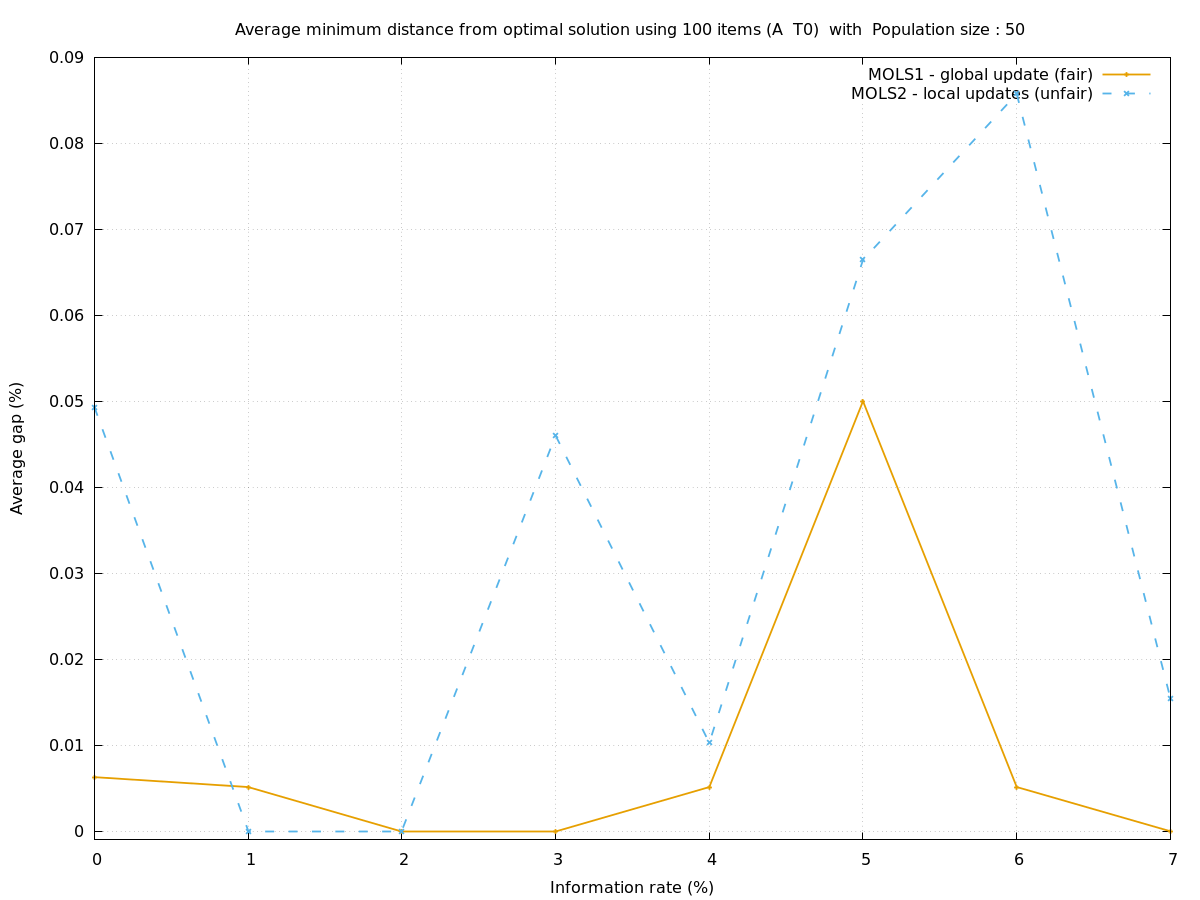 Average minimum distance from optimal solution using 100 items (A  T0)  with  Population size : 50
MOLS1 - global update (fair)
MOLS2 - local updates (unfair)
0.09
0.08
0.07
0.06
0.05
0.04
0.03
0.02
0.01
0
Average gap (%)
0 1 2 3 4 5 6 7
Information rate (%)